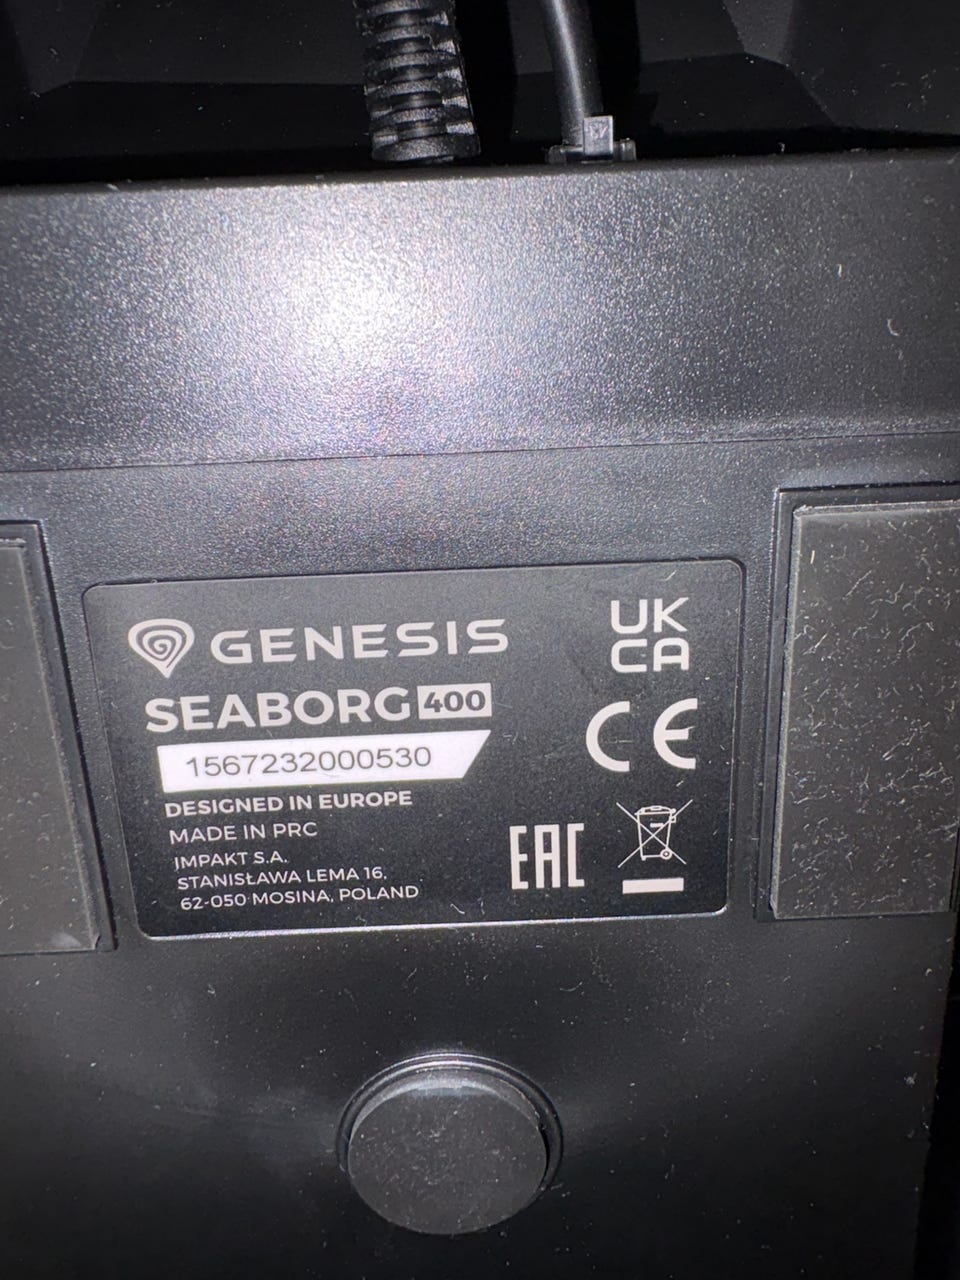 GENESIS
SEABORG 400
1567232000530
DESIGNED IN EUROPE
MADE IN PRC
IMPAKT S.A.
STANISŁAWA LEMA 16,
62-050 MOSINA, POLAND
UK
CA
CE
EAC